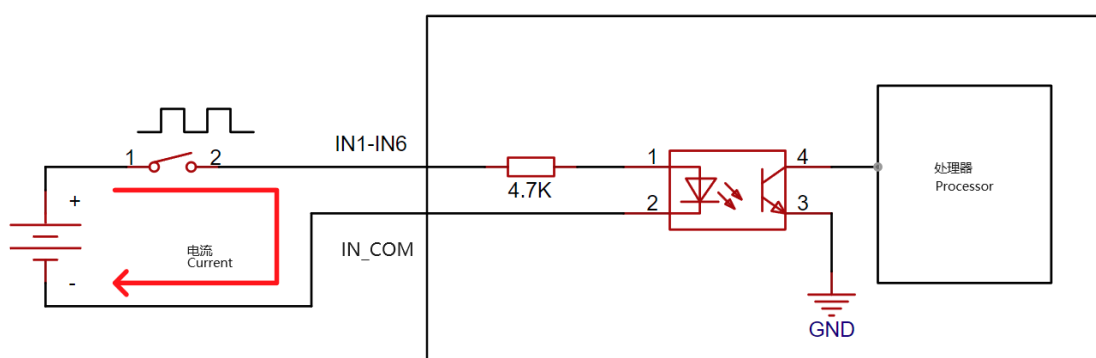 1
2
IN1-IN6
4.7K
1
4
2
3
+
电流
Current
-
IN_COM
处理器
Processor
GND